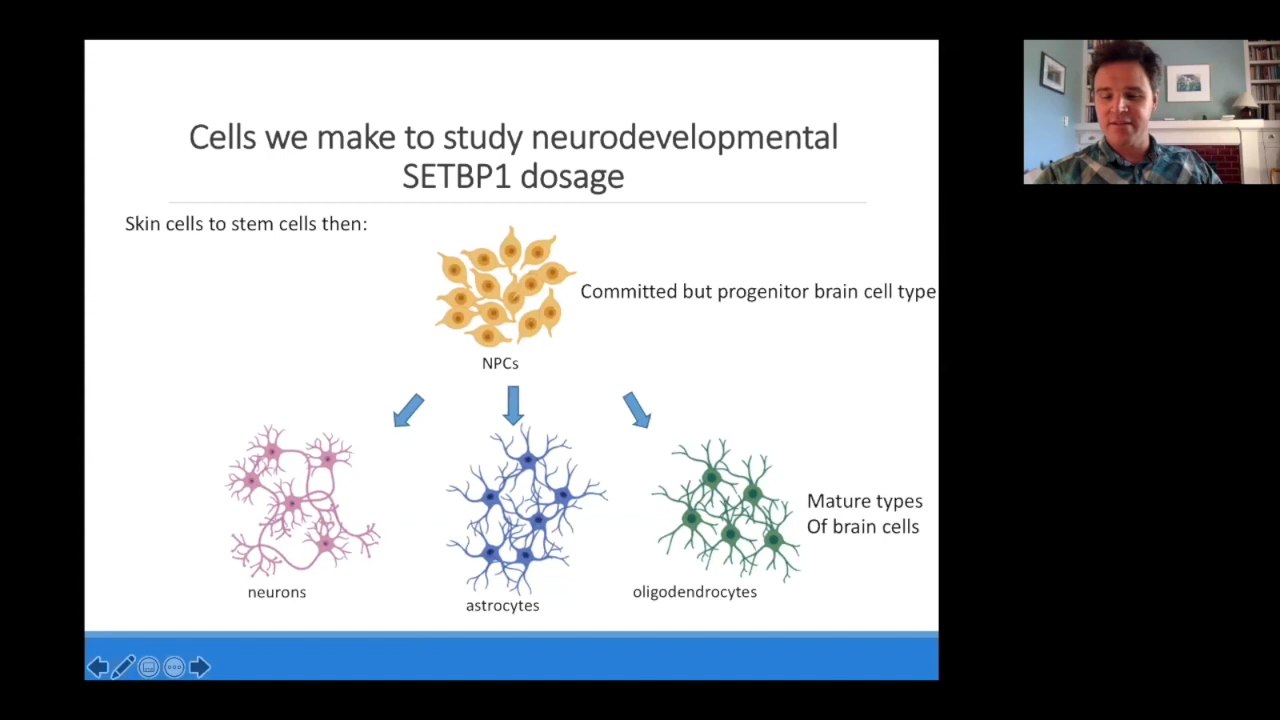 Cells we make to study neurodevelopmental
SETBP1 dosage
Skin cells to stem cells then:
Committed but progenitor brain cell type
NPCs
Mature types
Of brain cells
neurons
astrocytes
oligodendrocytes